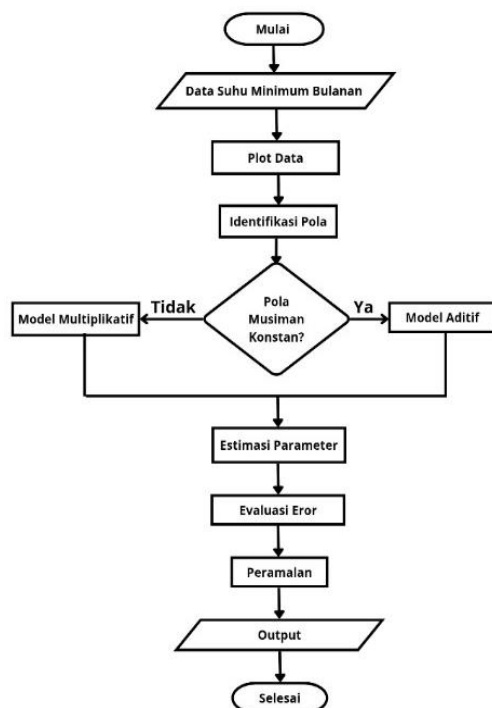 Mulai
Data Suhu Minimum Bulanan
Plot Data
Identifikasi Pola
Tidak
Pola
Musiman
Konstan?
Ya
Model Multiplikatif
Model Aditif
Estimasi Parameter
Evaluasi Eror
Peramalan
Output
Selesai